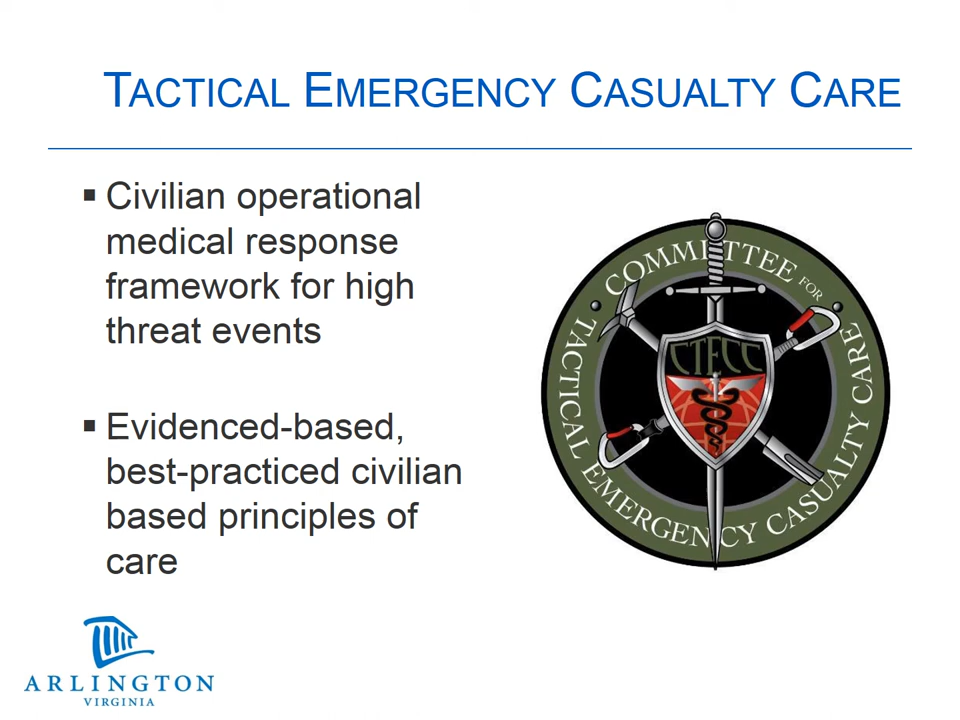 TACTICAL EMERGENCY CASUALTY CARE
▪ Civilian operational
medical response
framework for high
threat events
▪ Evidenced-based,
best-practiced civilian
based principles of
care
COMMITTEE FOR
TACTICAL EMERGENCY CASUALTY CARE
CTECC
ARLINGTON
VIRGINIA